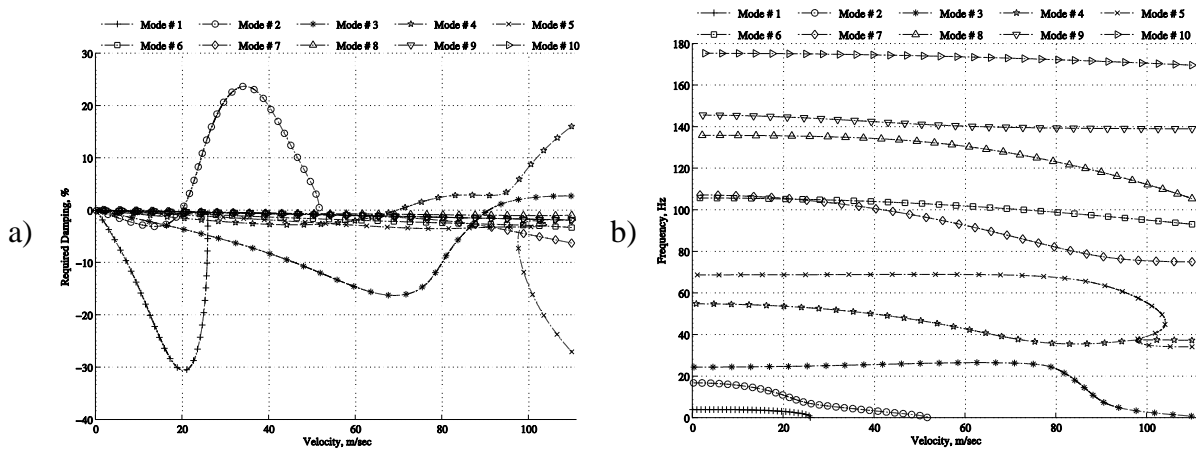 Mode # 1 Mode # 2 Mode # 3 Mode # 4 Mode # 5
Mode # 6 Mode # 7 Mode # 8 Mode # 9 Mode # 10
30
20
10
0
-10
-20
-30
-40
Required Damping, %
0 20 40 60 80 100
Velocity, m/sec
a)
Mode # 1 Mode # 2 Mode # 3 Mode # 4 Mode # 5
Mode # 6 Mode # 7 Mode # 8 Mode # 9 Mode # 10
180
160
140
120
100
80
60
40
20
0
Frequency, Hz
0 20 40 60 80 100
Velocity, m/sec
b)